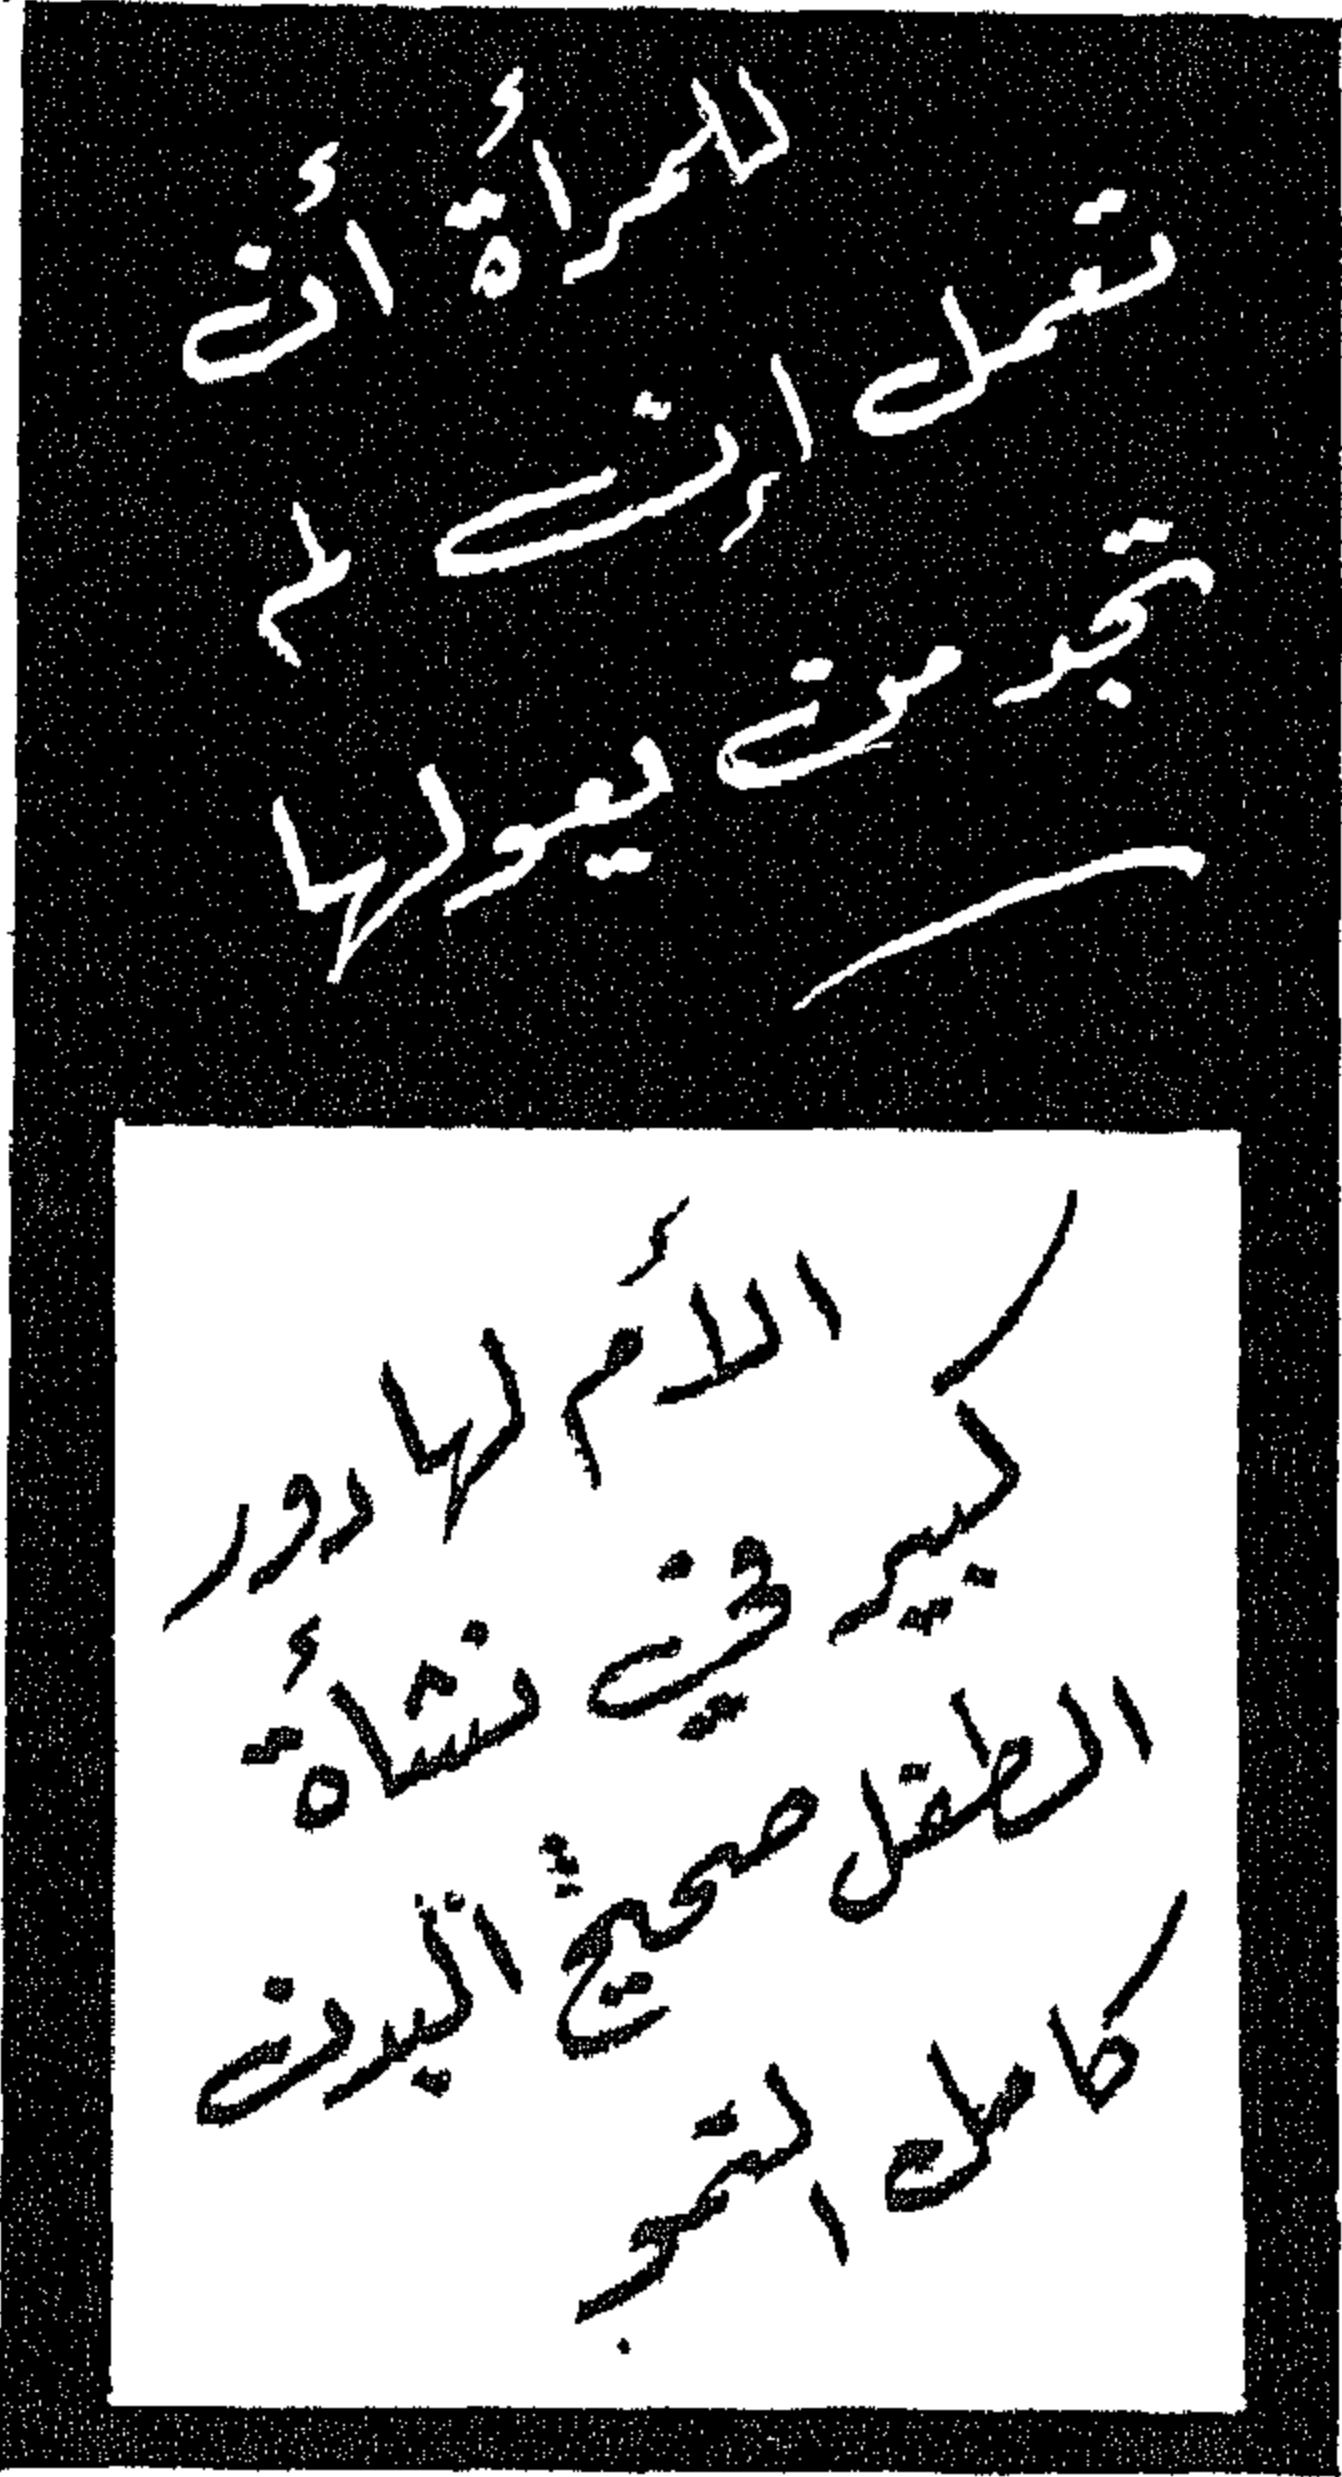 للمرأة أن
تعمل إن لم
تجد من يعولها
الأم لها دور
كبير في نشأة
الطفل صحيح البدن
كامل النمو